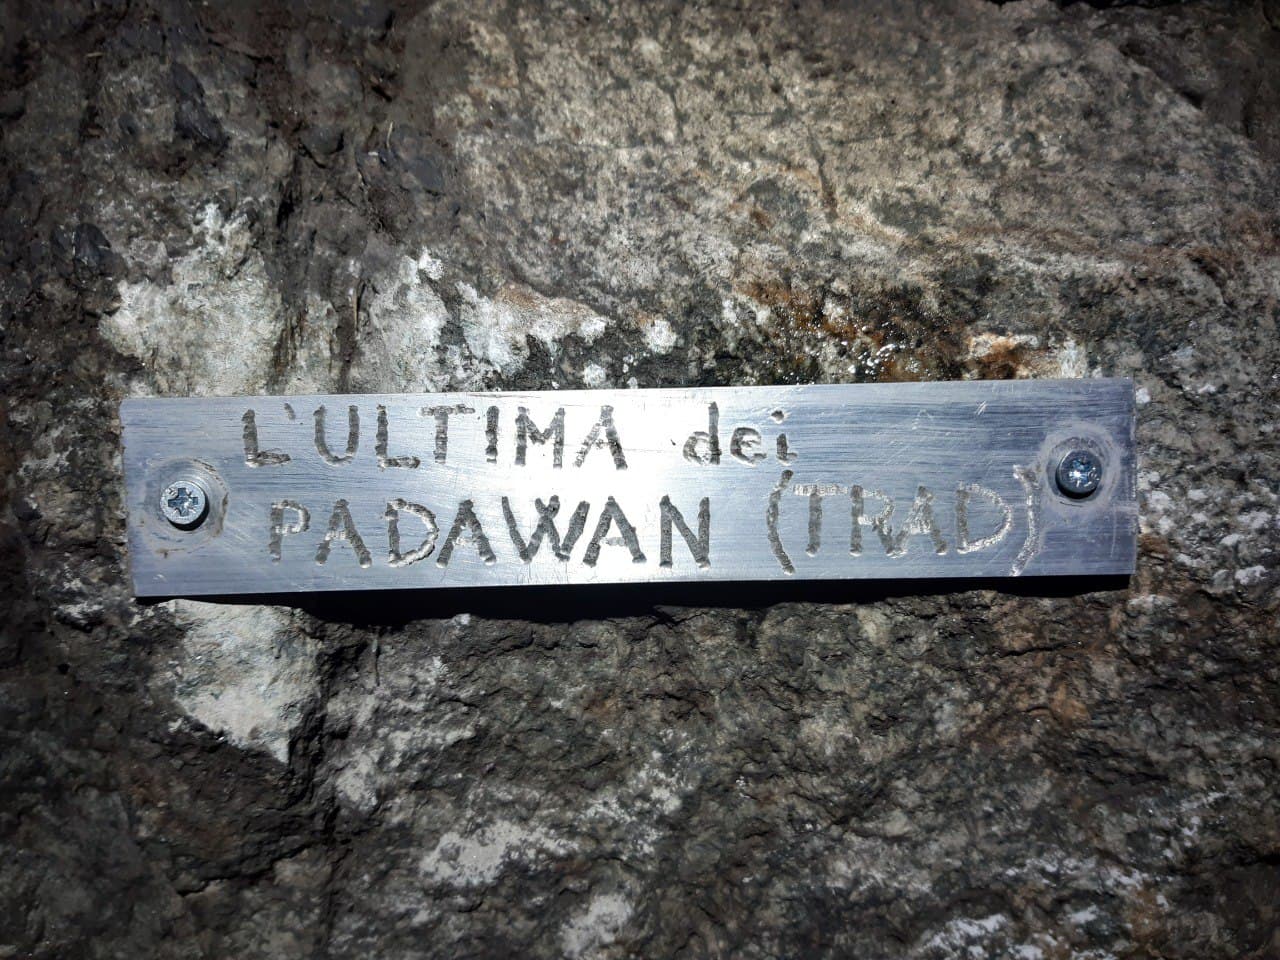 L'ULTIMA dei
PADAWAN (TRAD)